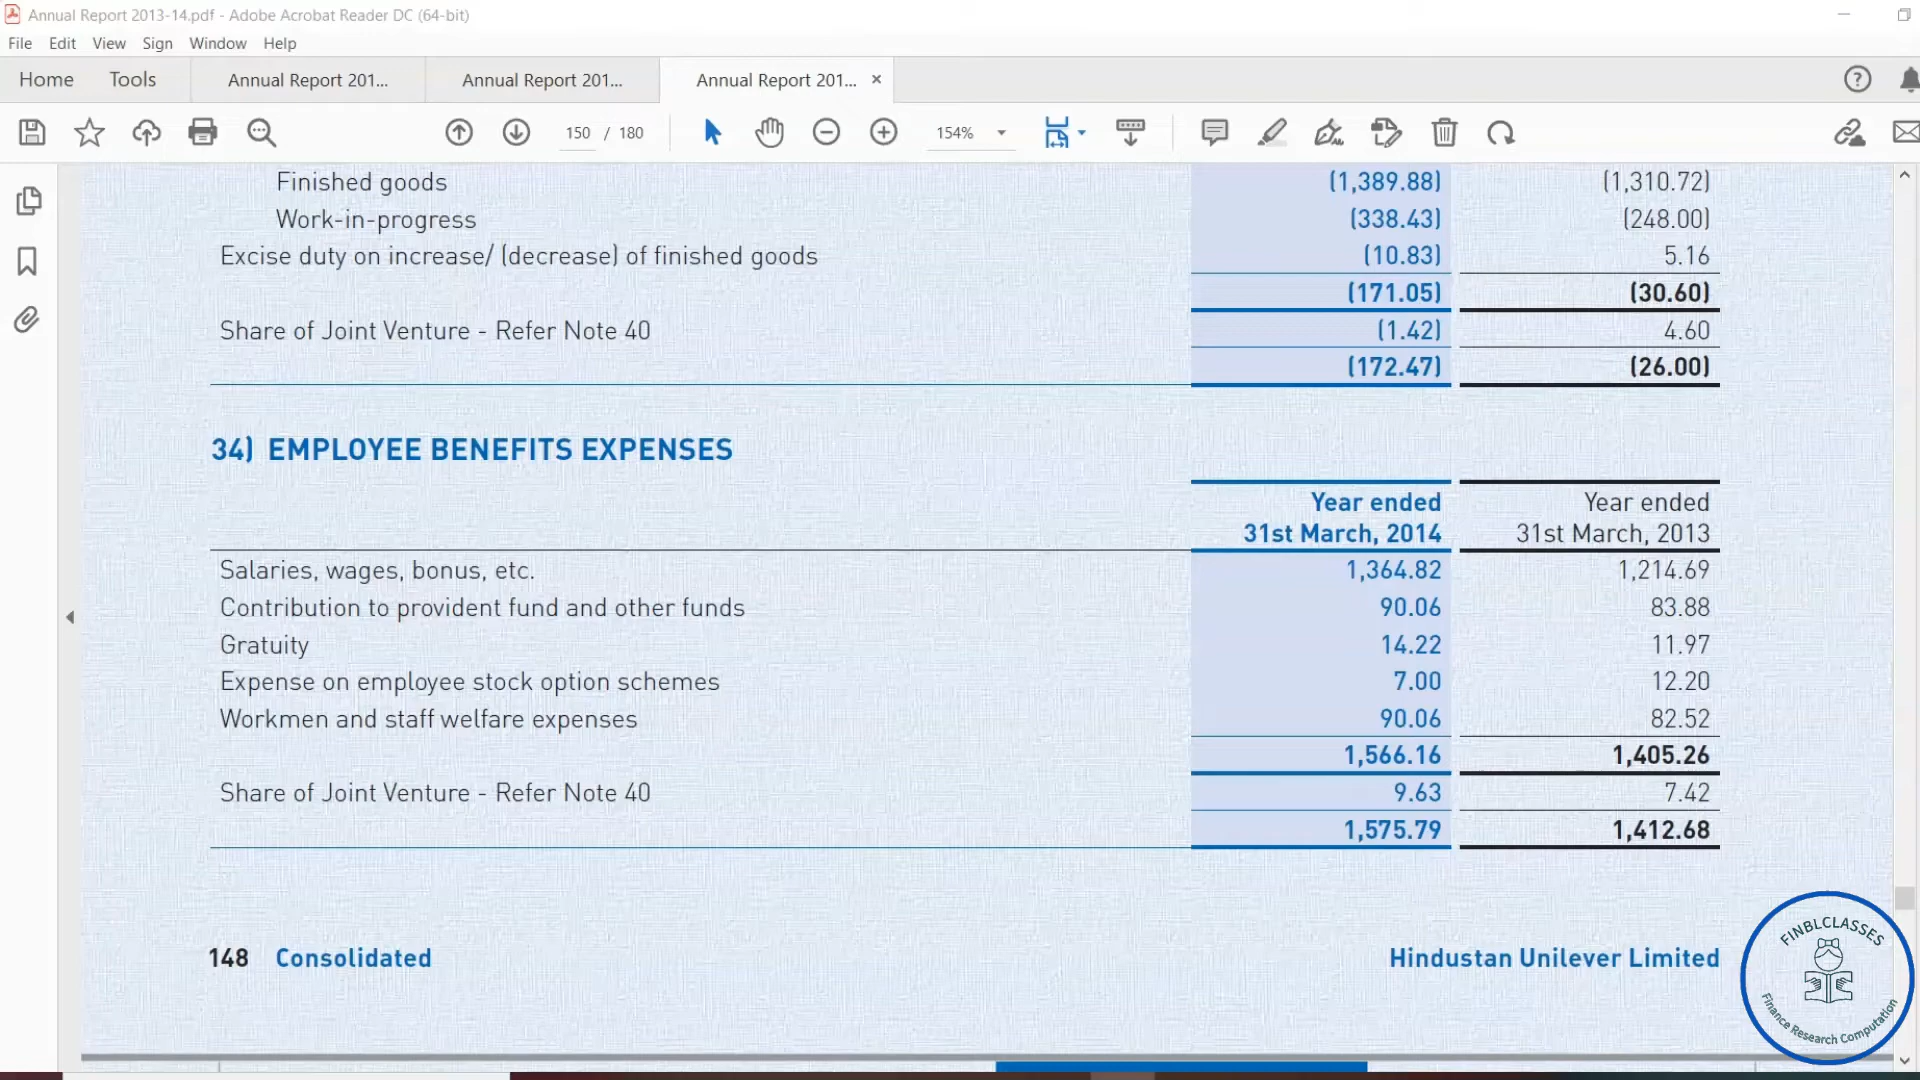 Annual Report 2013-14.pdf - Adobe Acrobat Reader DC (64-bit)
File Edit View Sign Window Help
Home Tools Annual Report 201... Annual Report 201... Annual Report 201... ×
150 / 180 154%
Finished goods (1,389.88) (1,310.72)
Work-in-progress (338.43) (248.00)
Excise duty on increase/ (decrease) of finished goods (10.83) 5.16
(171.05) (30.60)
Share of Joint Venture - Refer Note 40 (1.42) 4.60
(172.47) (26.00)
34) EMPLOYEE BENEFITS EXPENSES
Year ended Year ended
31st March, 2014 31st March, 2013
Salaries, wages, bonus, etc. 1,364.82 1,214.69
Contribution to provident fund and other funds 90.06 83.88
Gratuity 14.22 11.97
Expense on employee stock option schemes 7.00 12.20
Workmen and staff welfare expenses 90.06 82.52
1,566.16 1,405.26
Share of Joint Venture - Refer Note 40 9.63 7.42
1,575.79 1,412.68
148 Consolidated Hindustan Unilever Limited
FINBLCLASSES
Finance Research Computation